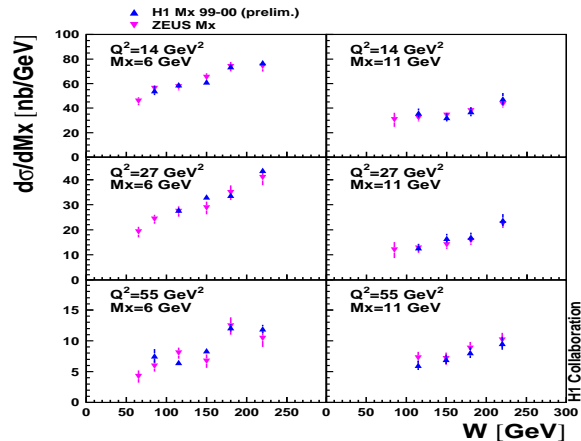 H1 Mx 99-00 (prelim.)
ZEUS Mx
dσ/dMx [nb/GeV]
100
80
60
40
20
0
Q²=14 GeV²
Mx=6 GeV
Q²=14 GeV²
Mx=11 GeV
40
30
20
10
0
Q²=27 GeV²
Mx=6 GeV
Q²=27 GeV²
Mx=11 GeV
15
10
5
0
Q²=55 GeV²
Mx=6 GeV
Q²=55 GeV²
Mx=11 GeV
0 50 100 150 200 250 0 50 100 150 200 250 300
W [GeV]
H1 Collaboration